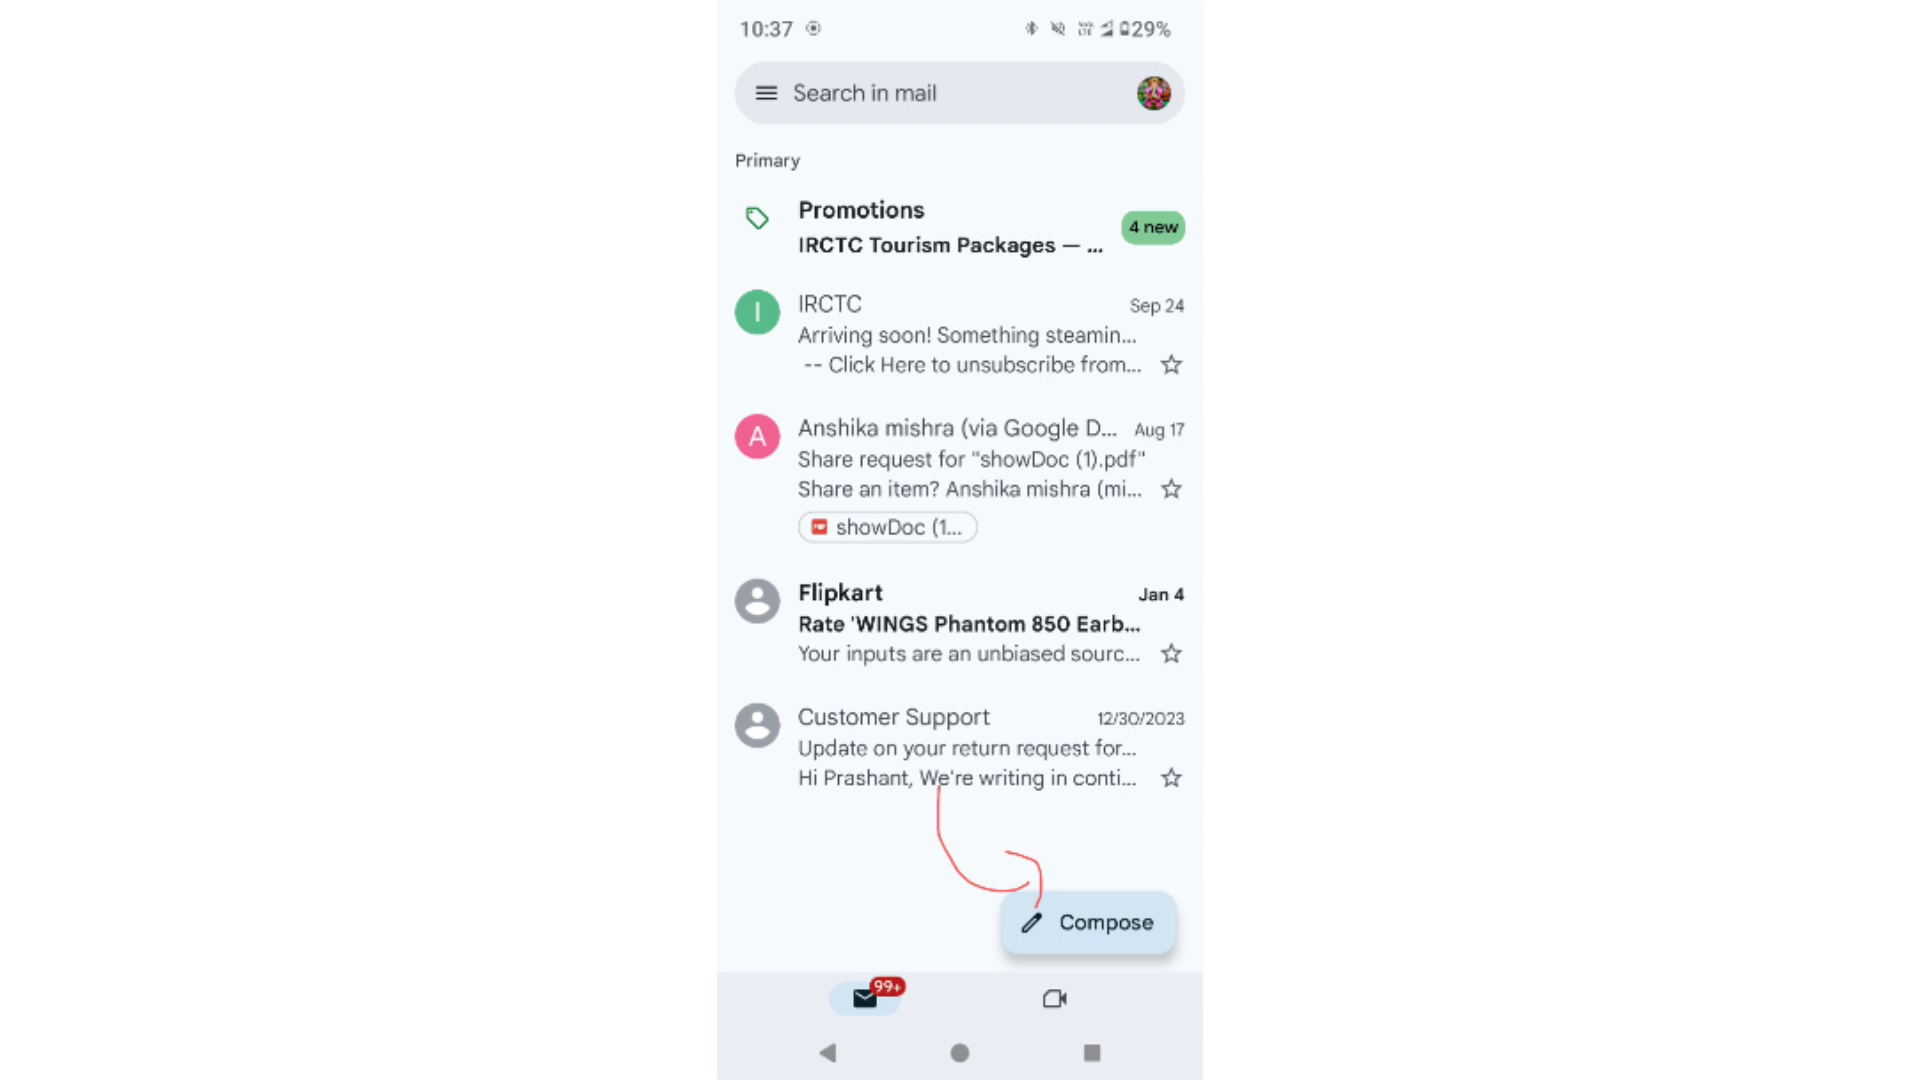 10:37 29%
Search in mail
Primary
Promotions
IRCTC Tourism Packages — ...
4 new
I
IRCTC Sep 24
Arriving soon! Something steamin...
-- Click Here to unsubscribe from...
A
Anshika mishra (via Google D... Aug 17
Share request for "showDoc (1).pdf"
Share an item? Anshika mishra (mi...
showDoc (1...
Flipkart Jan 4
Rate 'WINGS Phantom 850 Earb...
Your inputs are an unbiased sourc...
Customer Support 12/30/2023
Update on your return request for...
Hi Prashant, We're writing in conti...
Compose
99+